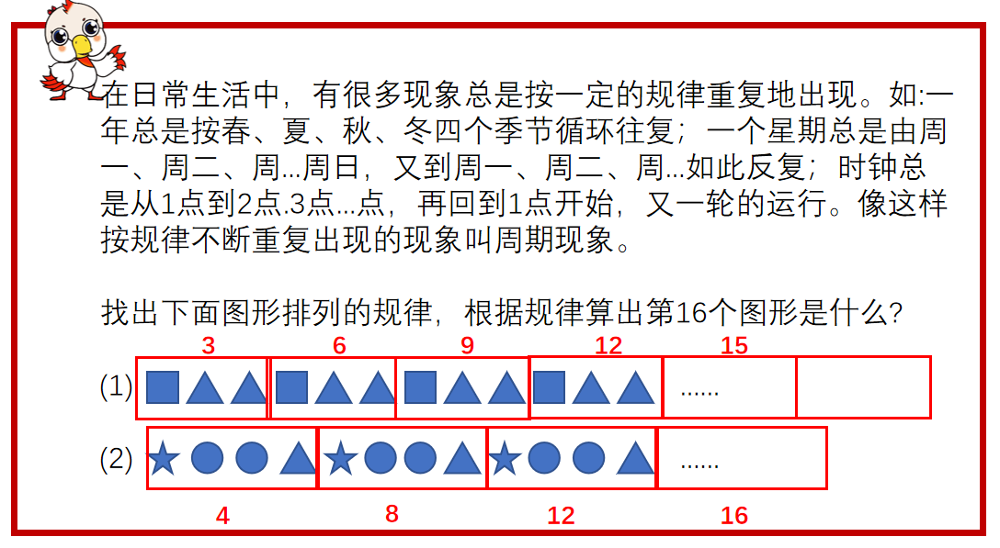 在日常生活中，有很多现象总是按一定的规律重复地出现。如:一
年总是按春、夏、秋、冬四个季节循环往复；一个星期总是由周
一、周二、周...周日，又到周一、周二、周...如此反复；时钟总
是从1点到2点.3点...点，再回到1点开始，又一轮的运行。像这样
按规律不断重复出现的现象叫周期现象。
找出下面图形排列的规律，根据规律算出第16个图形是什么？
3 6 9 12 15
(1) ......
(2) ......
4 8 12 16